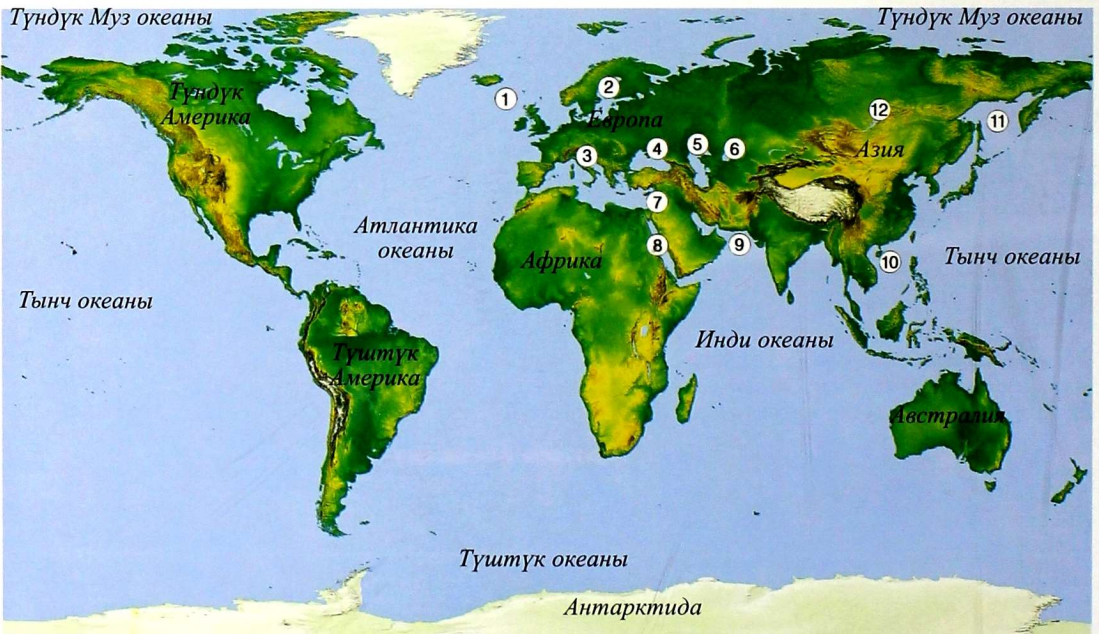 Түндүк Муз океаны
Түндүк Муз океаны
Түндүк
Америка
1
2
Европа
3
4
5
6
12
11
Азия
7
8
9
10
Атлантика
океаны
Африка
Тынч океаны
Тынч океаны
Инди океаны
Түштүк
Америка
Австралия
Түштүк океаны
Антарктида